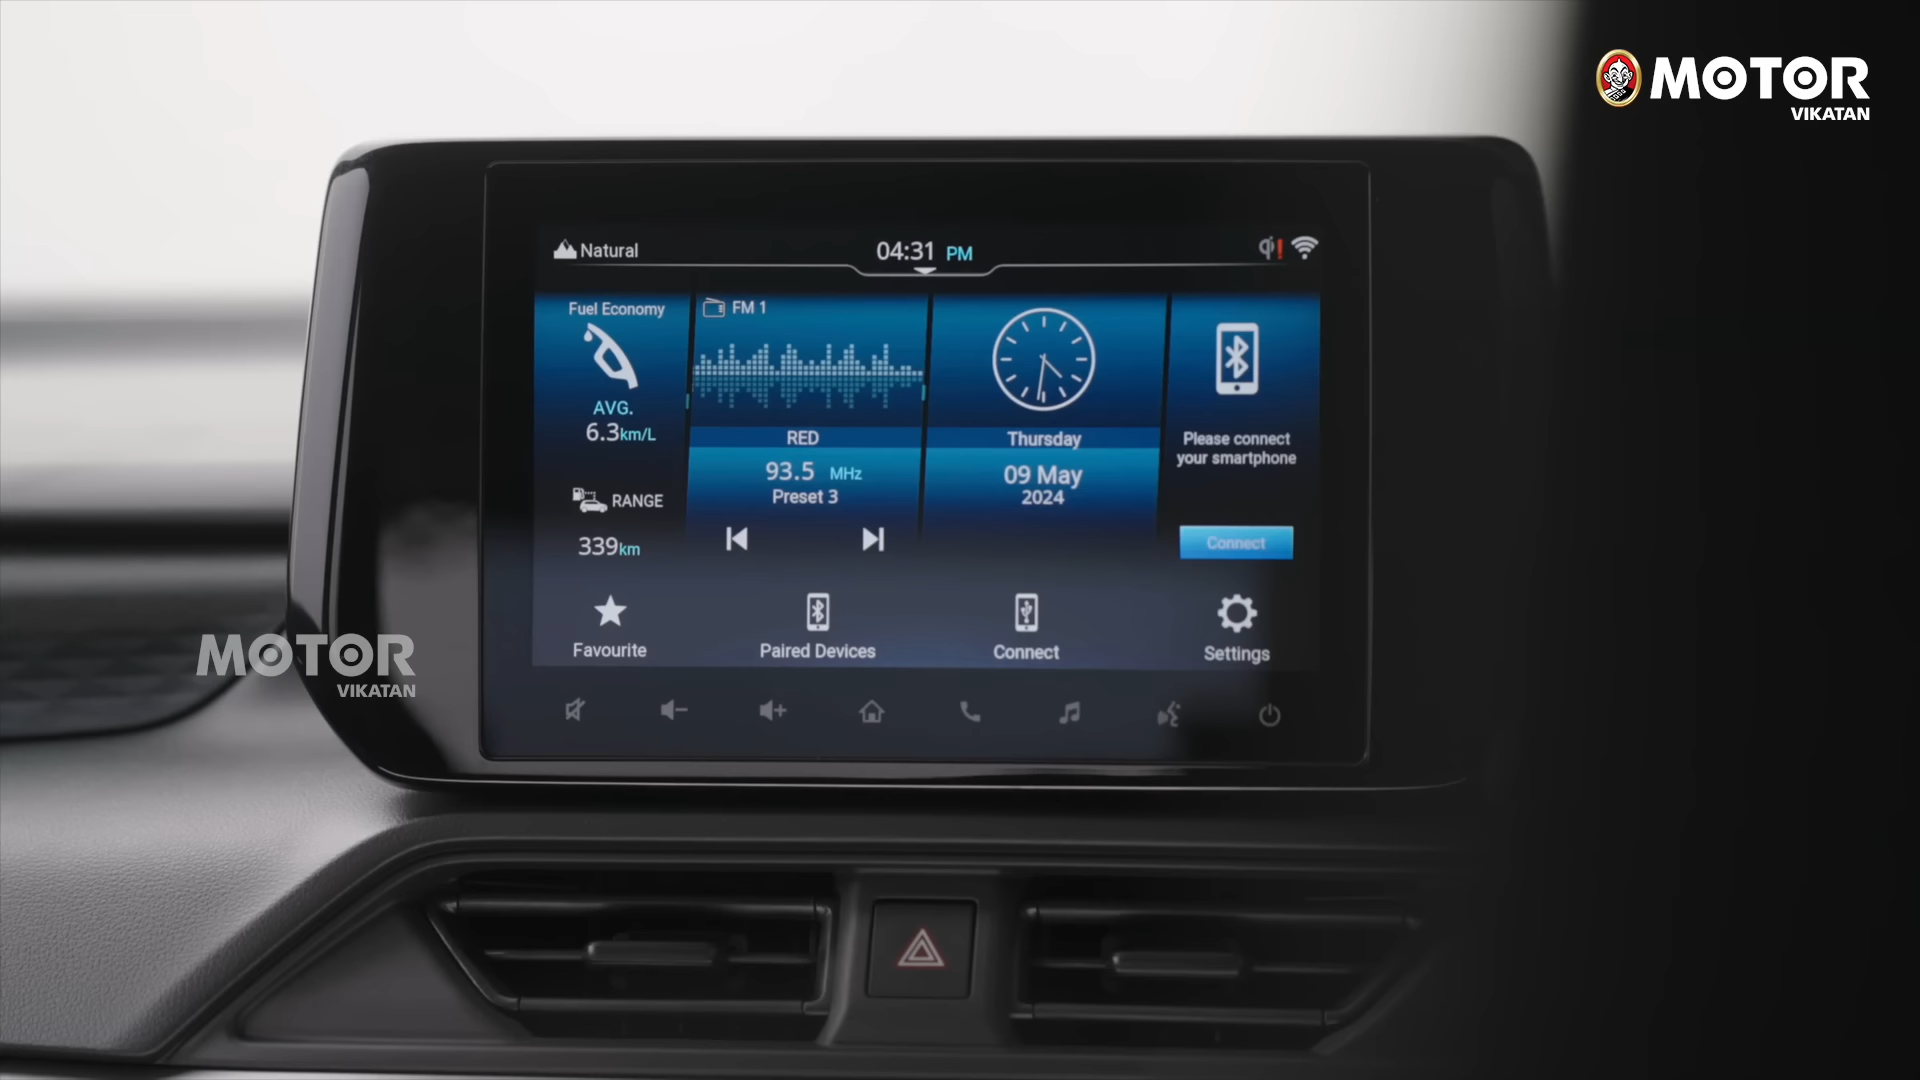 MOTOR
VIKATAN
Natural
04:31 PM
Fuel Economy
AVG.
6.3km/L
RANGE
339km
FM 1
RED
93.5 MHz
Preset 3
Thursday
09 May
2024
Please connect
your smartphone
Connect
Favourite
Paired Devices
Connect
Settings
MOTOR
VIKATAN